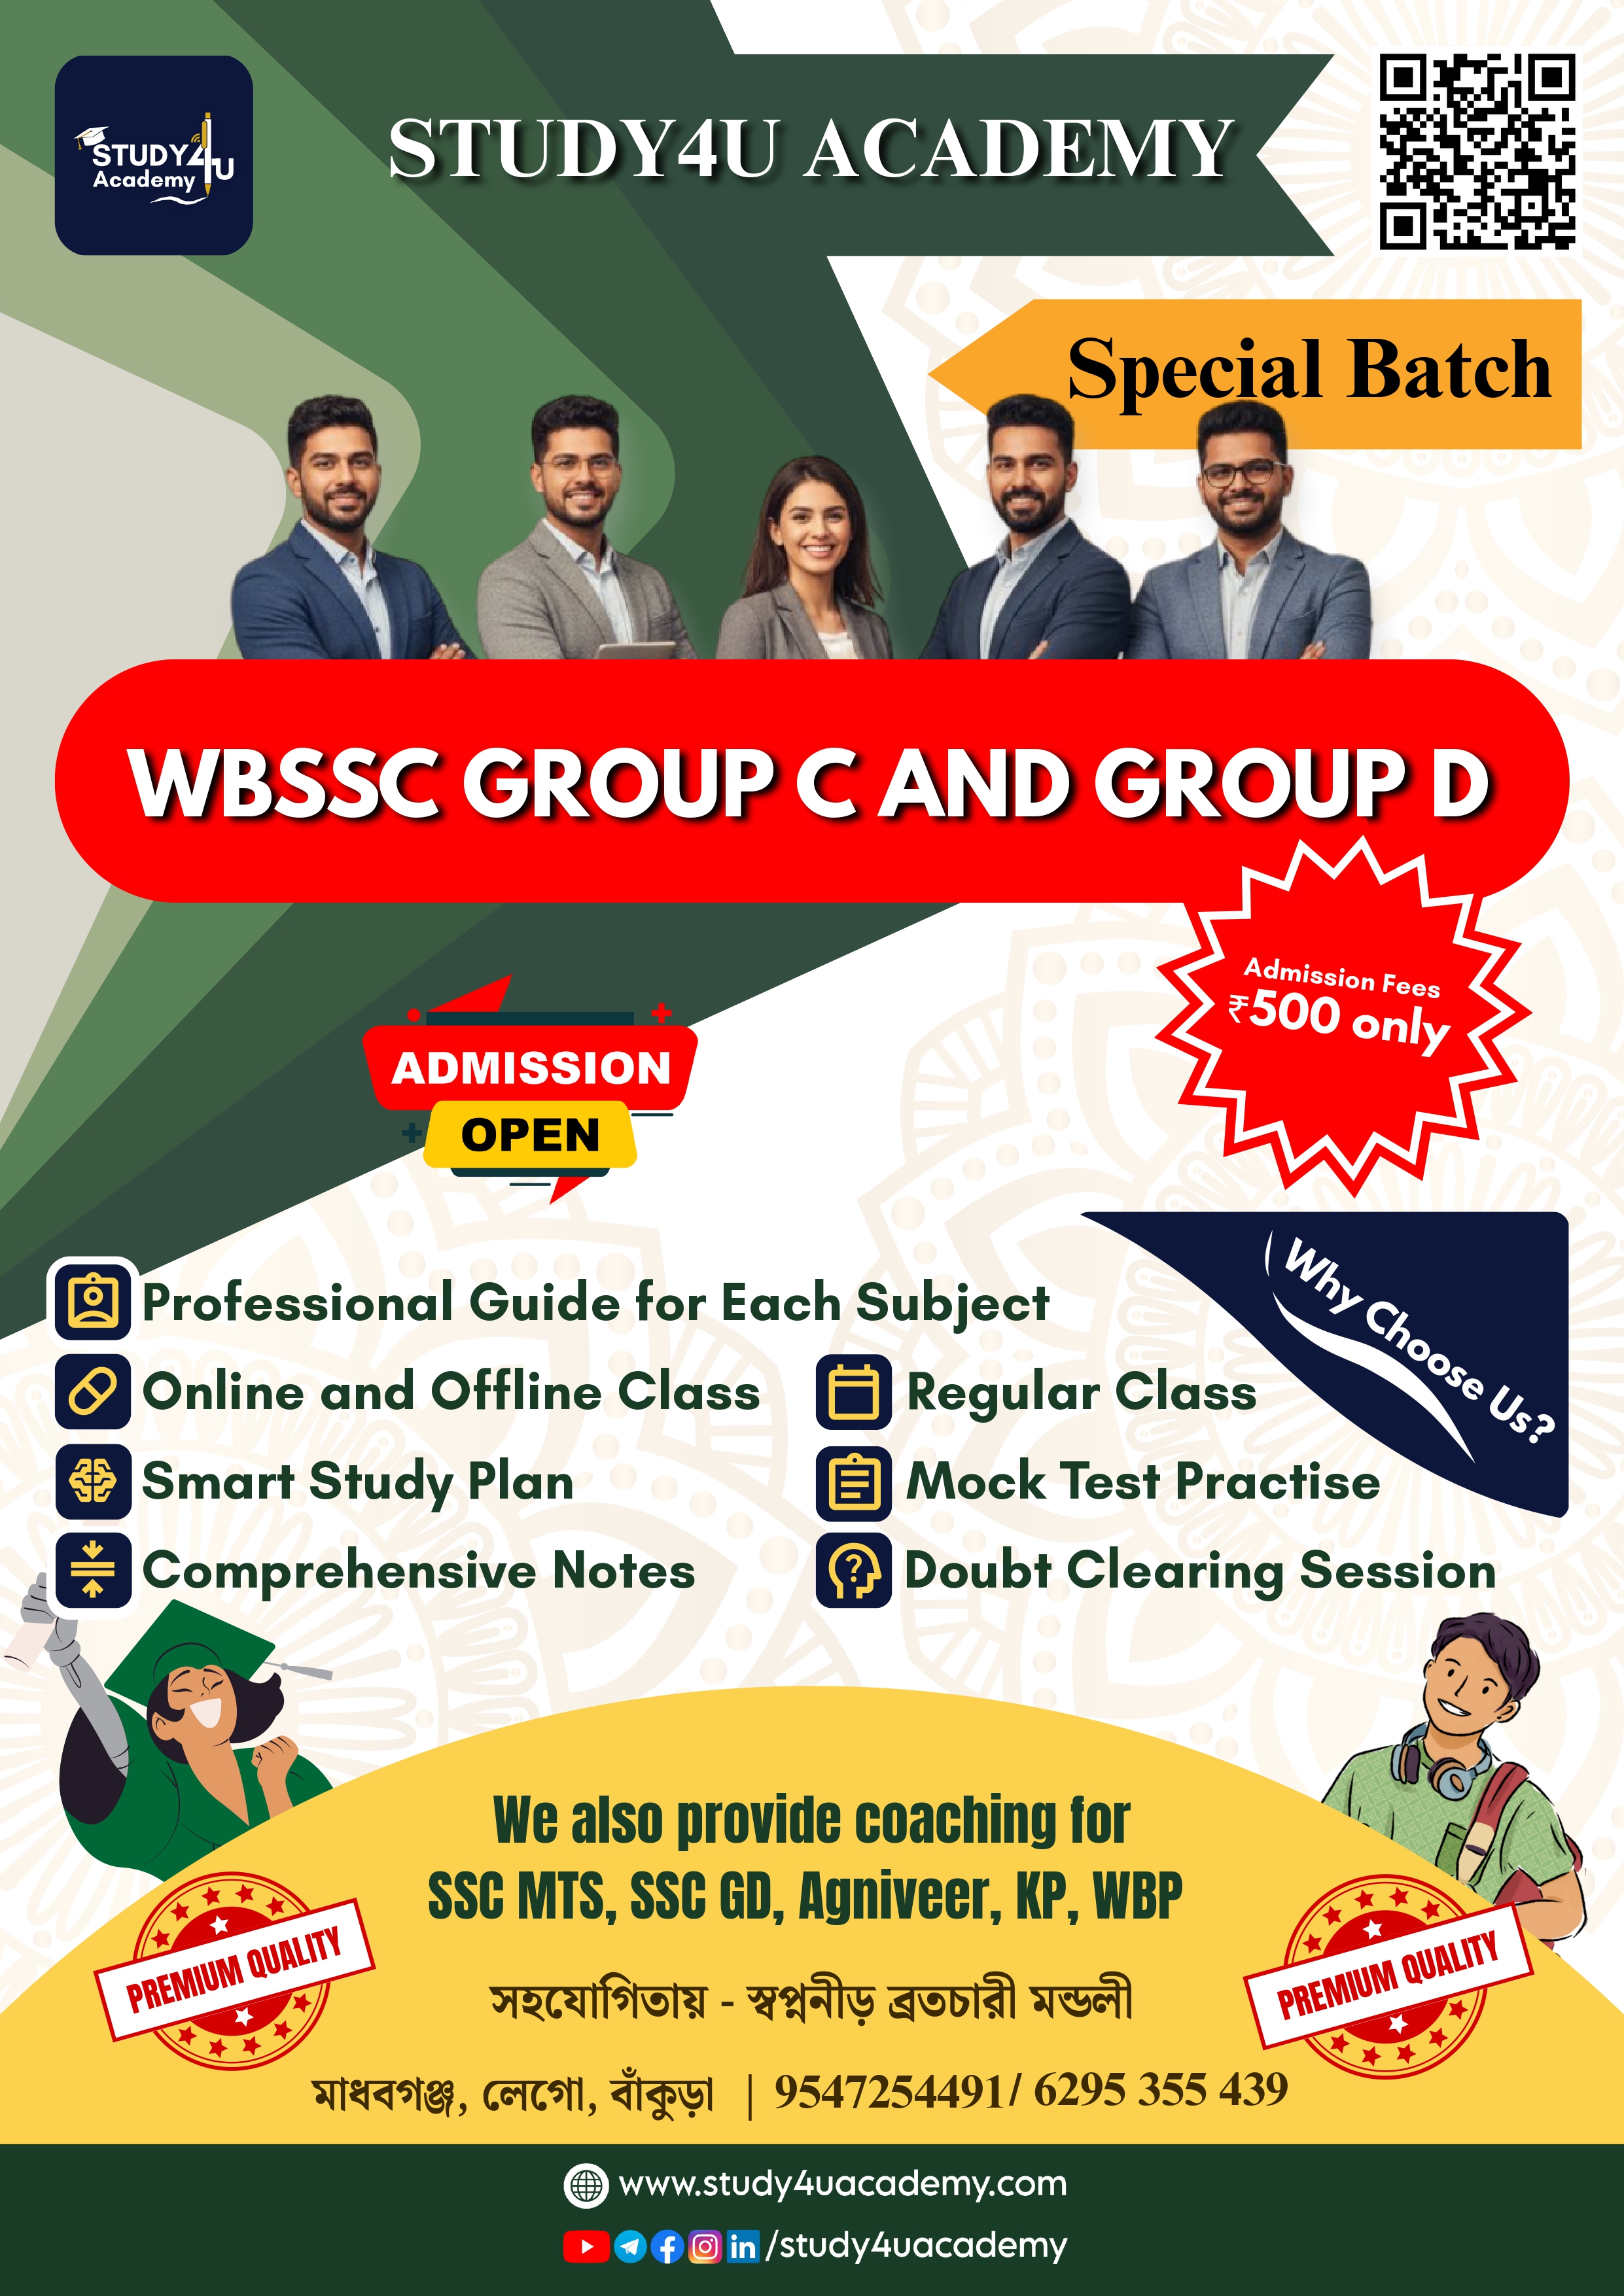 STUDY4U
Academy
STUDY4U ACADEMY
Special Batch
WBSSC GROUP C AND GROUP D
Admission Fees
₹500 only
ADMISSION
OPEN
Why Choose Us?
Professional Guide for Each Subject
Online and Offline Class
Regular Class
Smart Study Plan
Mock Test Practise
Comprehensive Notes
Doubt Clearing Session
We also provide coaching for
SSC MTS, SSC GD, Agniveer, KP, WBP
PREMIUM QUALITY
PREMIUM QUALITY
সহযোগিতায় - স্বপ্ননীড় ব্রতচারী মন্ডলী
মাধবগঞ্জ, লেগো, বাঁকুড়া | 9547254491/ 6295 355 439
www.study4uacademy.com
/study4uacademy